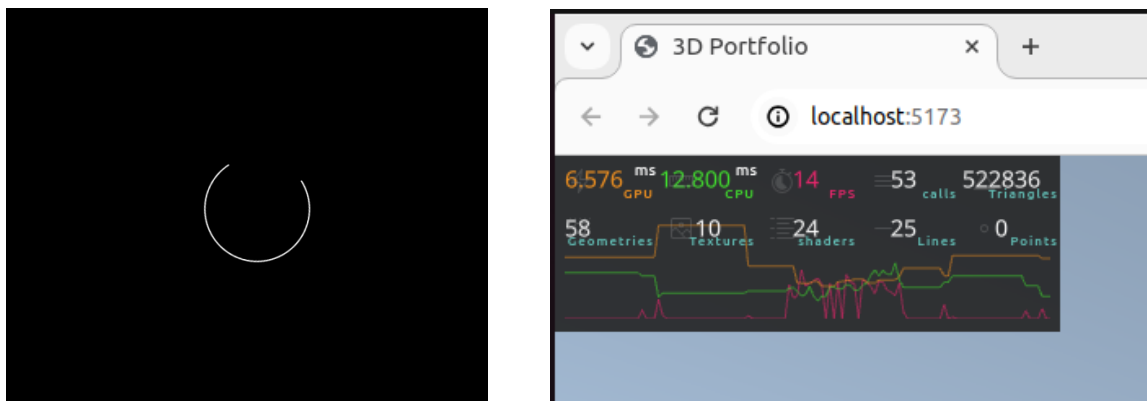 3D Portfolio
localhost:5173
6,576 ms GPU 12.800 ms CPU 14 FPS 53 calls 522836 Triangles
58 Geometries 10 Textures 24 shaders 25 Lines 0 Points